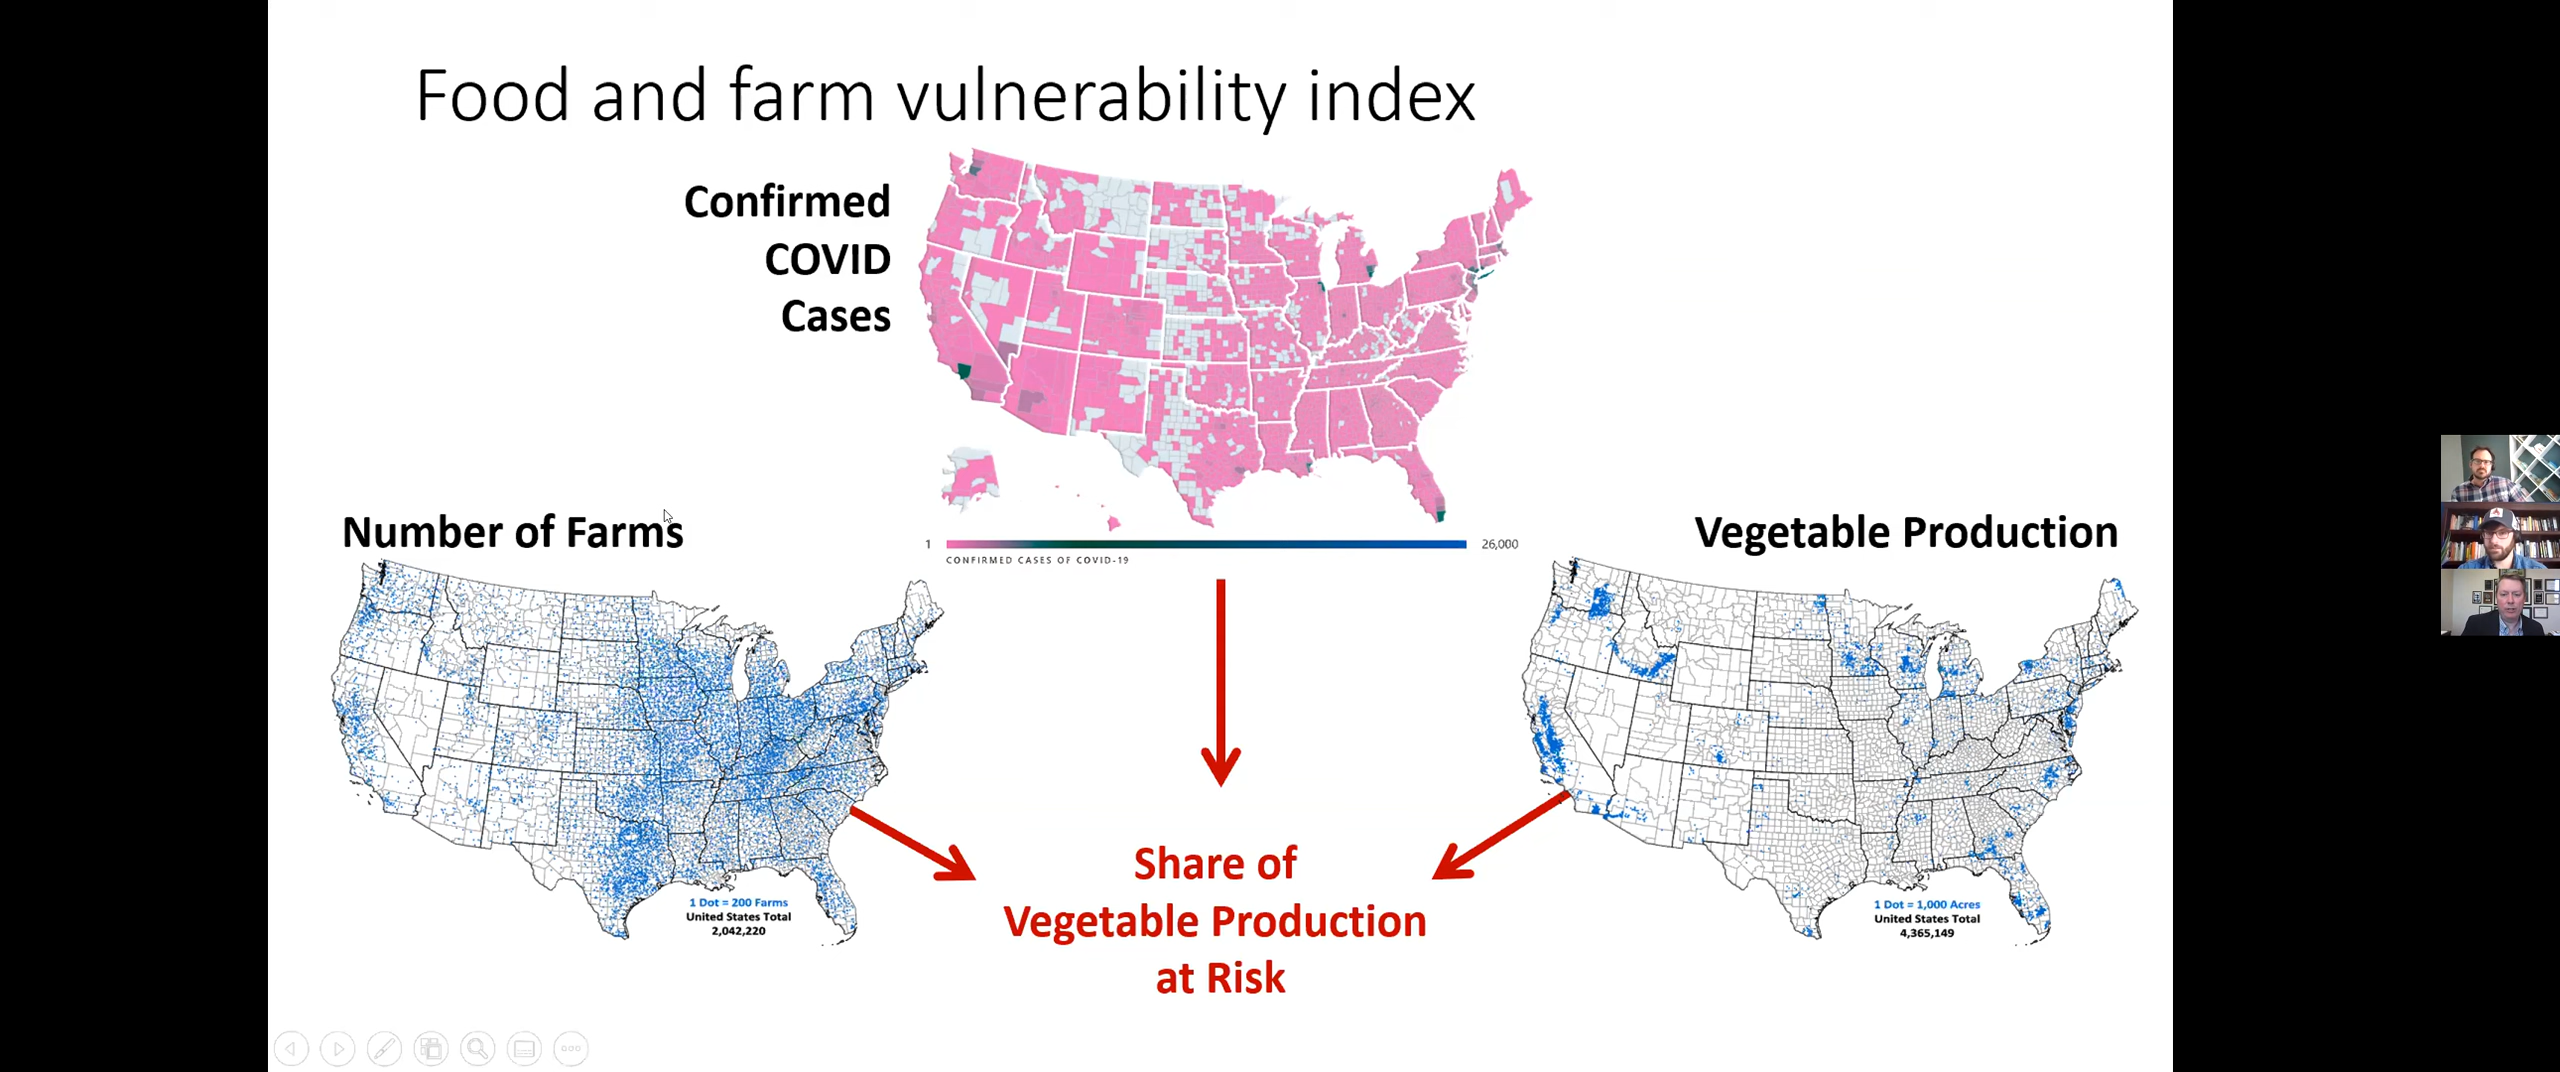 Food and farm vulnerability index
Confirmed
COVID
Cases
1
26,000
CONFIRMED CASES OF COVID-19
Number of Farms
1 Dot = 200 Farms
United States Total
2,042,220
Vegetable Production
1 Dot = 1,000 Acres
United States Total
4,365,149
Share of
Vegetable Production
at Risk